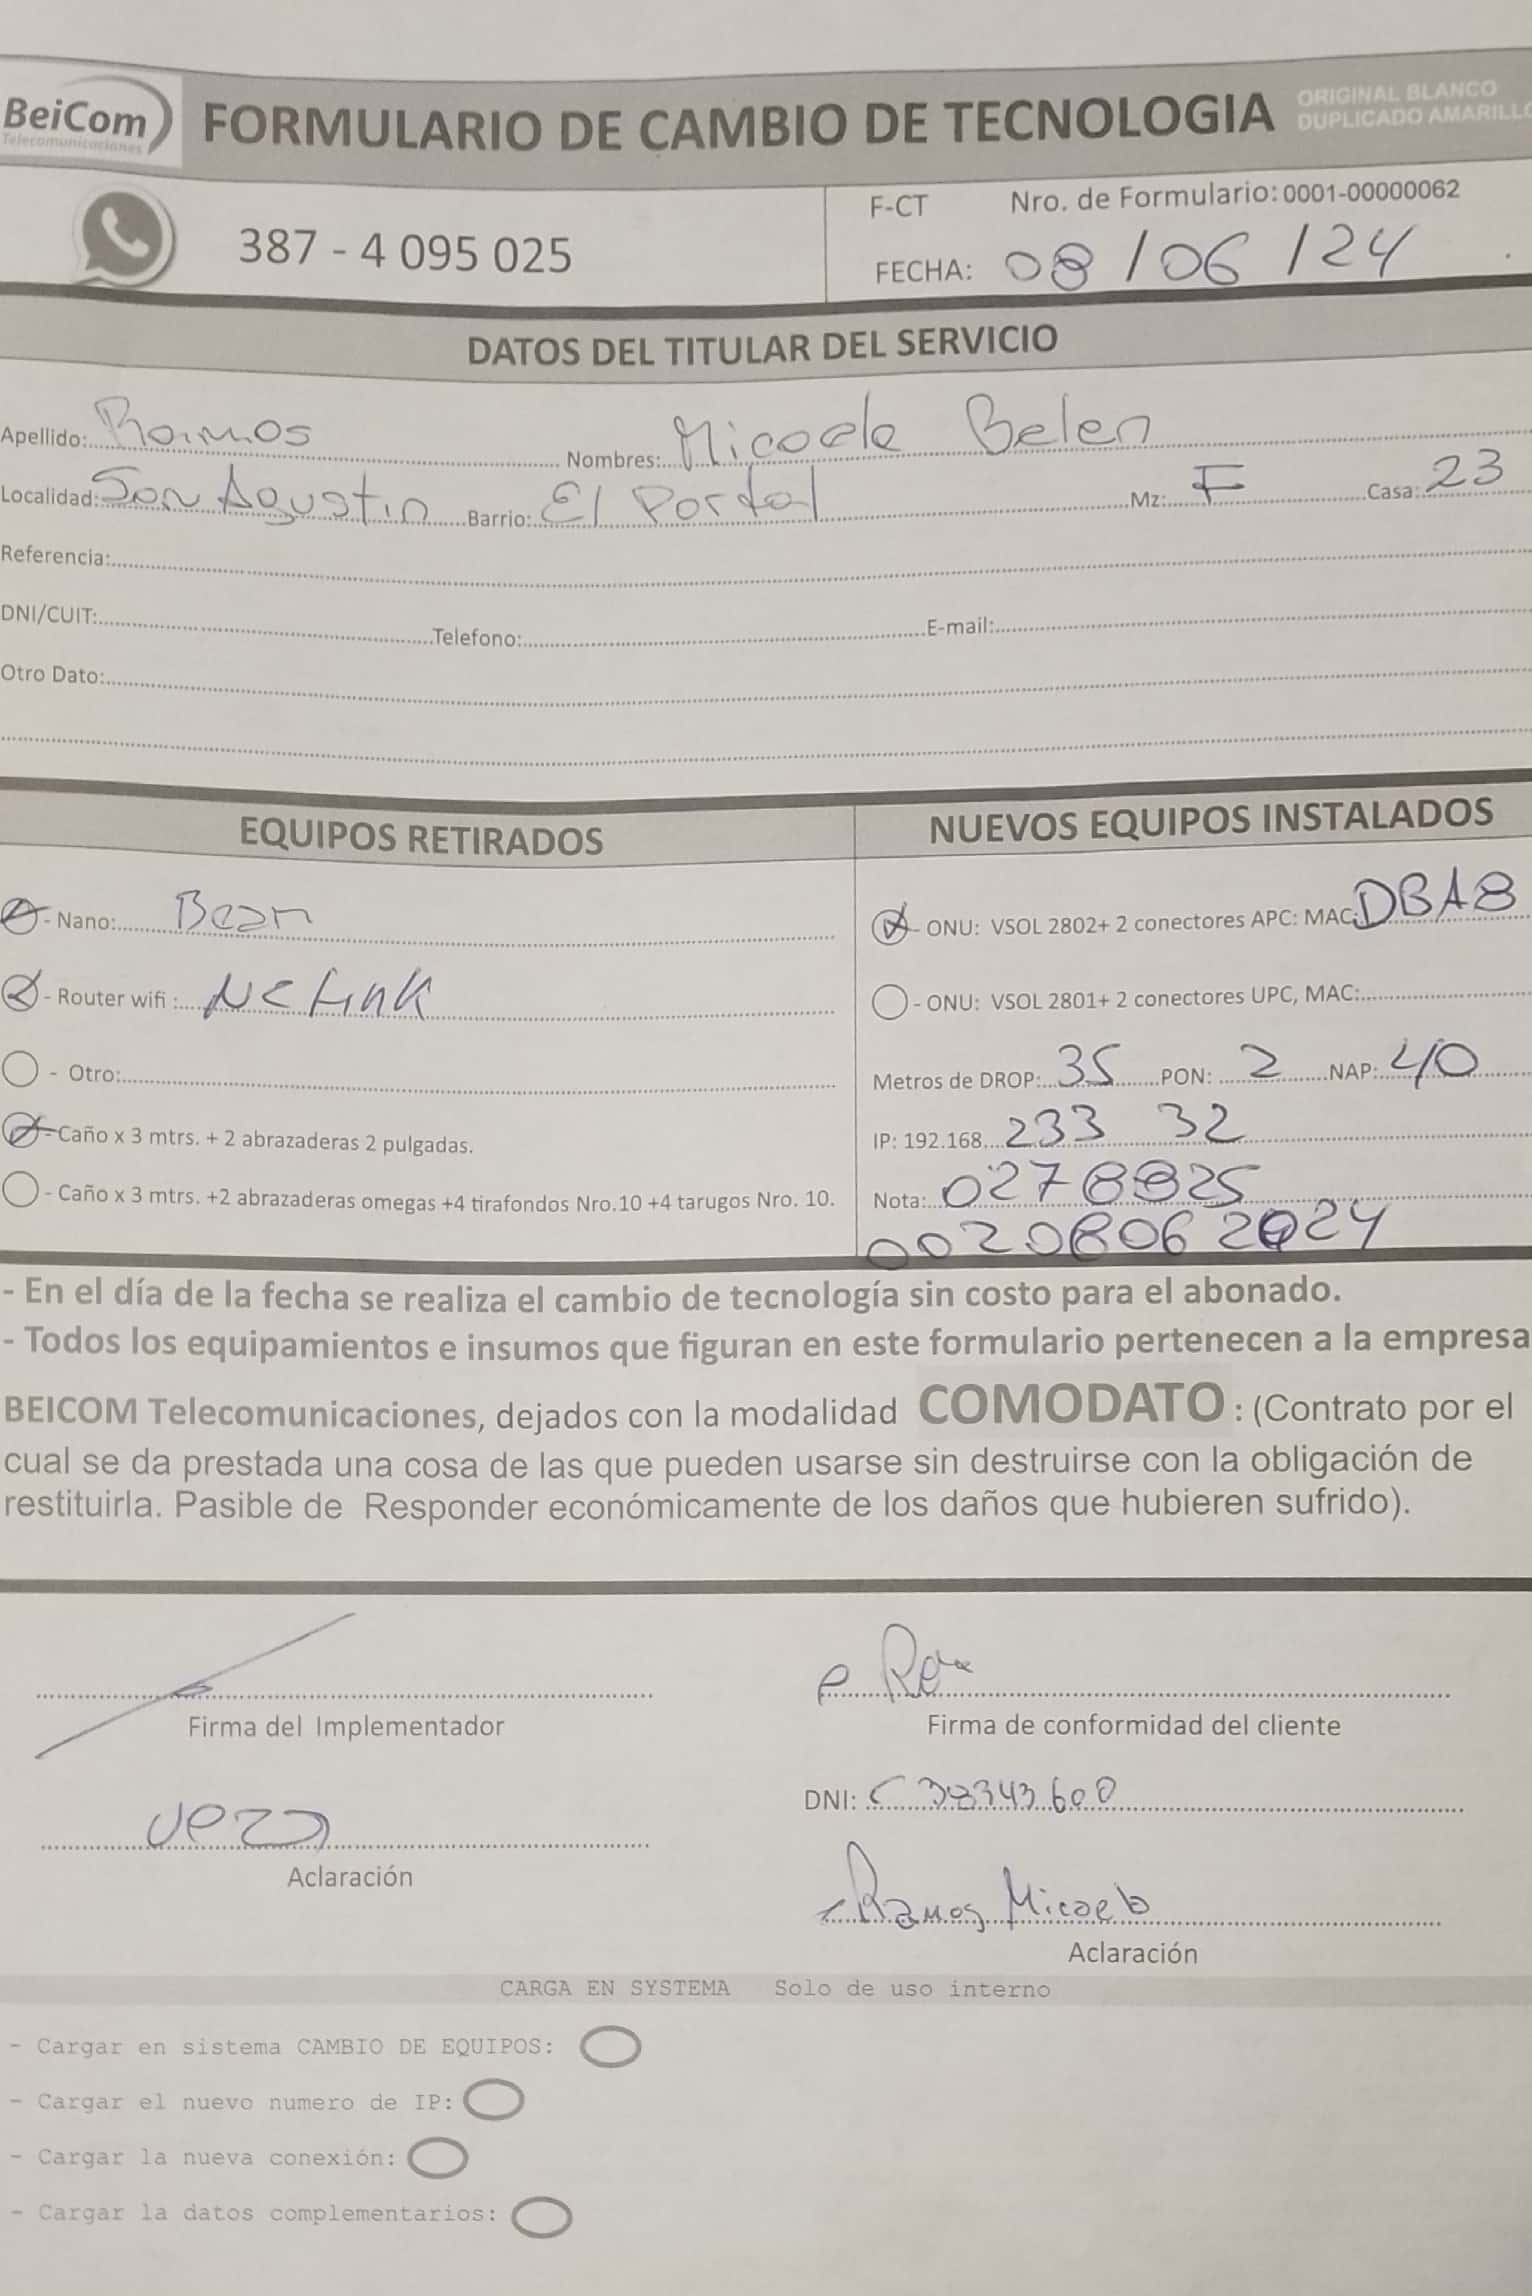 BeiCom
Telecomunicaciones
FORMULARIO DE CAMBIO DE TECNOLOGIA
ORIGINAL BLANCO
DUPLICADO AMARILLO
387 - 4 095 025
F-CT Nro. de Formulario: 0001-00000062
FECHA: 08/06/24
DATOS DEL TITULAR DEL SERVICIO
Apellido: Ramos Nombres: Micaela Belen
Localidad: San Agustin Barrio: El Portal Mz: F Casa: 23
Referencia:
DNI/CUIT: Telefono: E-mail:
Otro Dato:
EQUIPOS RETIRADOS
- Nano: Bean
- Router wifi : Netink
- Otro:
- Caño x 3 mtrs. + 2 abrazaderas 2 pulgadas.
- Caño x 3 mtrs. +2 abrazaderas omegas +4 tirafondos Nro.10 +4 tarugos Nro. 10.
NUEVOS EQUIPOS INSTALADOS
- ONU: VSOL 2802+ 2 conectores APC: MAC: DBA8
- ONU: VSOL 2801+ 2 conectores UPC, MAC:
Metros de DROP: 35 PON: 2 NAP: 40
IP: 192.168. 233 32
Nota: 0278825
- En el día de la fecha se realiza el cambio de tecnología sin costo para el abonado.
- Todos los equipamientos e insumos que figuran en este formulario pertenecen a la empresa
BEICOM Telecomunicaciones, dejados con la modalidad COMODATO : (Contrato por el
cual se da prestada una cosa de las que pueden usarse sin destruirse con la obligación de
restituirla. Pasible de Responder económicamente de los daños que hubieren sufrido).
Firma del Implementador
Firma de conformidad del cliente
DNI: 38343600
Aclaración
Ramos Micaela
Aclaración
CARGA EN SYSTEMA Solo de uso interno
- Cargar en sistema CAMBIO DE EQUIPOS:
- Cargar el nuevo numero de IP:
- Cargar la nueva conexión:
- Cargar la datos complementarios: